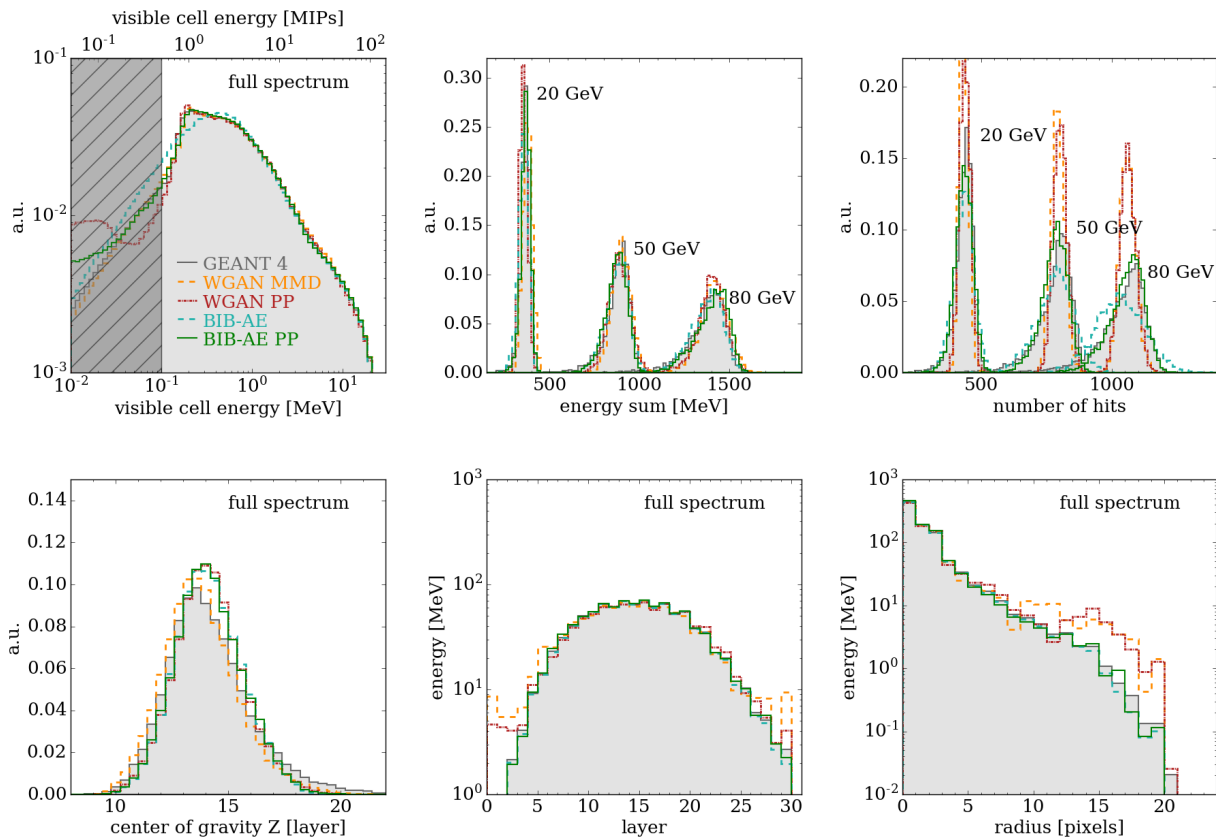 visible cell energy [MIPs]
10^-1 10^0 10^1 10^2
10^-1
10^-2
10^-3
a.u.
full spectrum
GEANT 4
WGAN MMD
WGAN PP
BIB-AE
BIB-AE PP
10^-2 10^-1 10^0 10^1
visible cell energy [MeV]
0.30
0.25
0.20
0.15
0.10
0.05
0.00
a.u.
20 GeV
50 GeV
80 GeV
500 1000 1500
energy sum [MeV]
0.20
0.15
0.10
0.05
0.00
a.u.
20 GeV
50 GeV
80 GeV
500 1000
number of hits
0.14
0.12
0.10
0.08
0.06
0.04
0.02
0.00
a.u.
full spectrum
10 15 20
center of gravity Z [layer]
10^3
10^2
10^1
10^0
energy [MeV]
full spectrum
0 5 10 15 20 25 30
layer
10^3
10^2
10^1
10^0
10^-1
10^-2
energy [MeV]
full spectrum
0 5 10 15 20
radius [pixels]